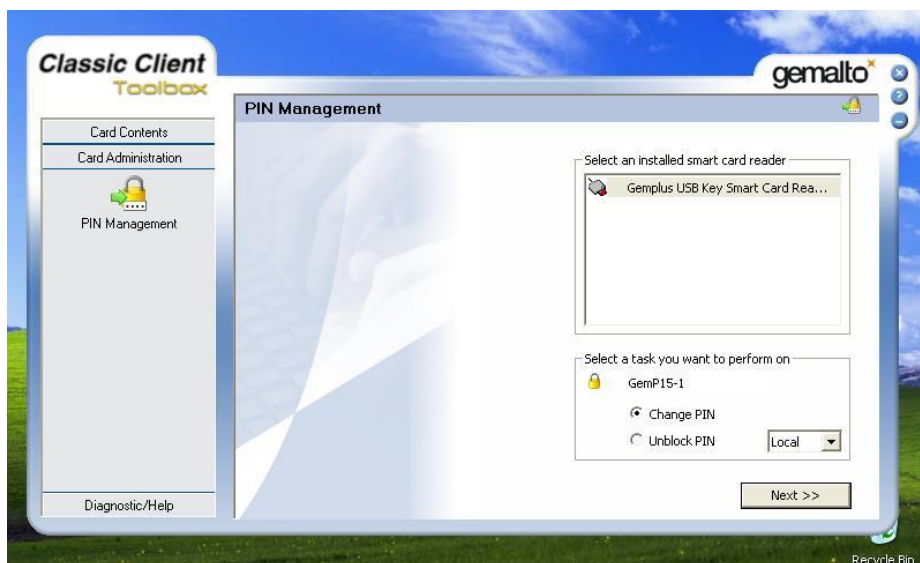 Classic Client
Toolbox
gemalto
PIN Management
Card Contents
Card Administration
PIN Management
Diagnostic/Help
Select an installed smart card reader
Gemplus USB Key Smart Card Rea...
Select a task you want to perform on
GemP15-1
Change PIN
Unblock PIN
Local
Next >>
Recycle Bin